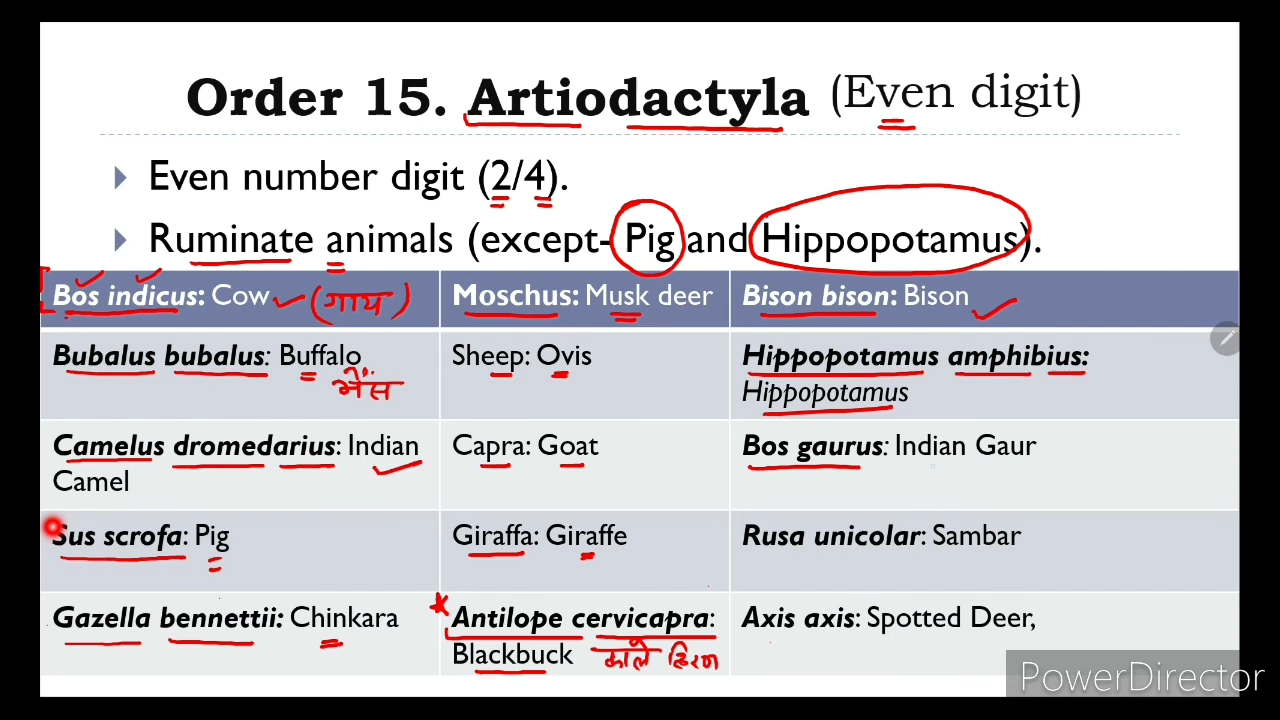 Order 15. Artiodactyla (Even digit)
Even number digit (2/4).
Ruminate animals (except- Pig and Hippopotamus).
Bos indicus: Cow (गाय)
Moschus: Musk deer
Bison bison: Bison
Bubalus bubalus: Buffalo
भैंस
Sheep: Ovis
Hippopotamus amphibius:
Hippopotamus
Camelus dromedarius: Indian
Camel
Capra: Goat
Bos gaurus: Indian Gaur
Sus scrofa: Pig
Giraffa: Giraffe
Rusa unicolar: Sambar
Gazella bennettii: Chinkara
Antilope cervicapra:
Blackbuck काले हिरण
Axis axis: Spotted Deer,
PowerDirector